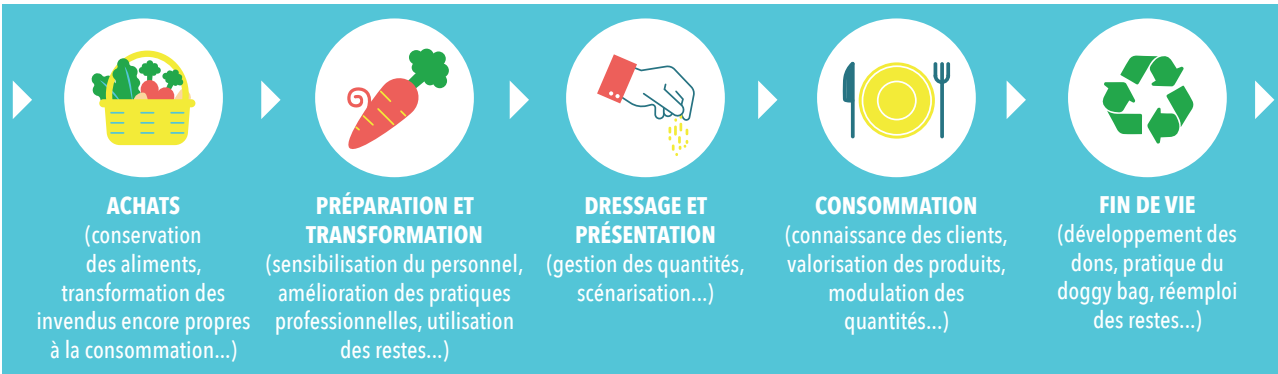 ACHATS
(conservation
des aliments,
transformation des
invendus encore propres
à la consommation...)
PRÉPARATION ET
TRANSFORMATION
(sensibilisation du personnel,
amélioration des pratiques
professionnelles, utilisation
des restes...)
DRESSAGE ET
PRÉSENTATION
(gestion des quantités,
scénarisation...)
CONSOMMATION
(connaissance des clients,
valorisation des produits,
modulation des
quantités...)
FIN DE VIE
(développement des
dons, pratique du
doggy bag, réemploi
des restes...)